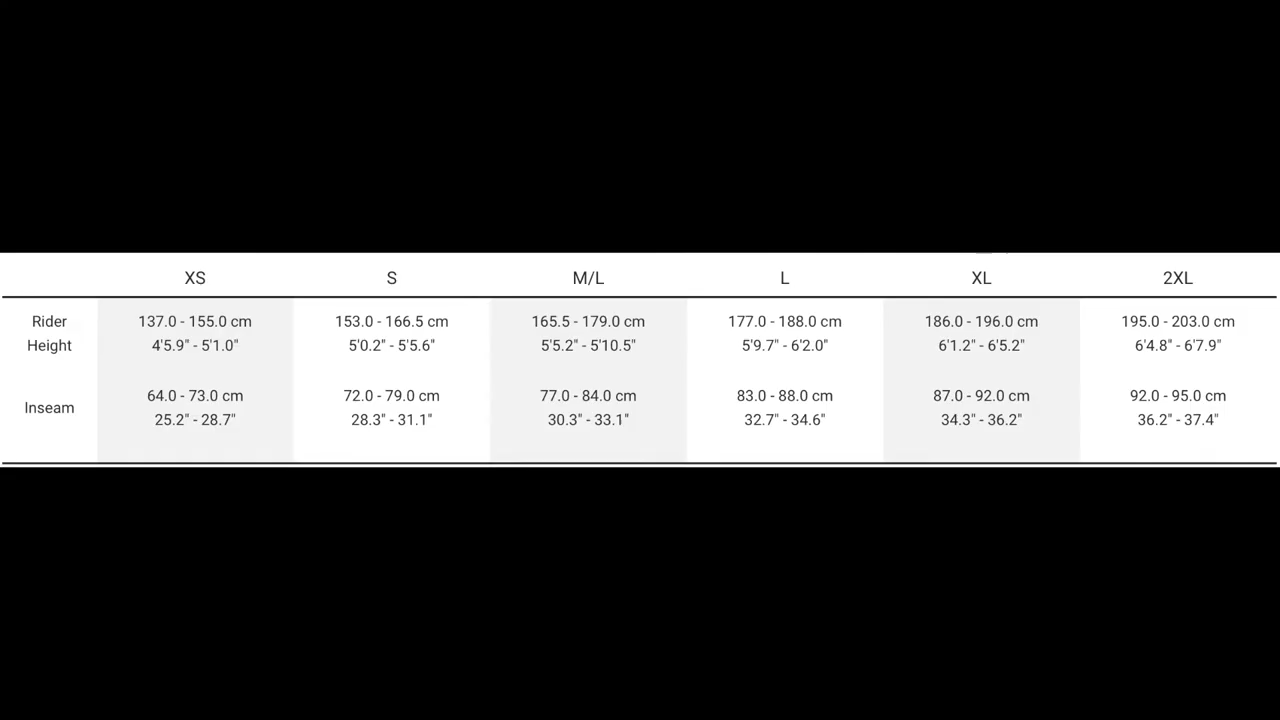 XS S M/L L XL 2XL
Rider 137.0 - 155.0 cm 153.0 - 166.5 cm 165.5 - 179.0 cm 177.0 - 188.0 cm 186.0 - 196.0 cm 195.0 - 203.0 cm
Height 4'5.9" - 5'1.0" 5'0.2" - 5'5.6" 5'5.2" - 5'10.5" 5'9.7" - 6'2.0" 6'1.2" - 6'5.2" 6'4.8" - 6'7.9"
Inseam 64.0 - 73.0 cm 72.0 - 79.0 cm 77.0 - 84.0 cm 83.0 - 88.0 cm 87.0 - 92.0 cm 92.0 - 95.0 cm
25.2" - 28.7" 28.3" - 31.1" 30.3" - 33.1" 32.7" - 34.6" 34.3" - 36.2" 36.2" - 37.4"